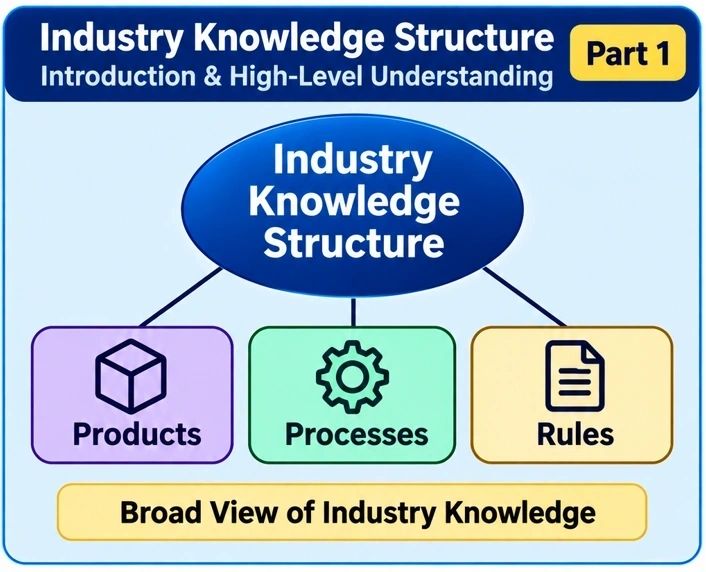 Industry Knowledge Structure
Introduction & High-Level Understanding
Part 1
Industry
Knowledge
Structure
Products
Processes
Rules
Broad View of Industry Knowledge